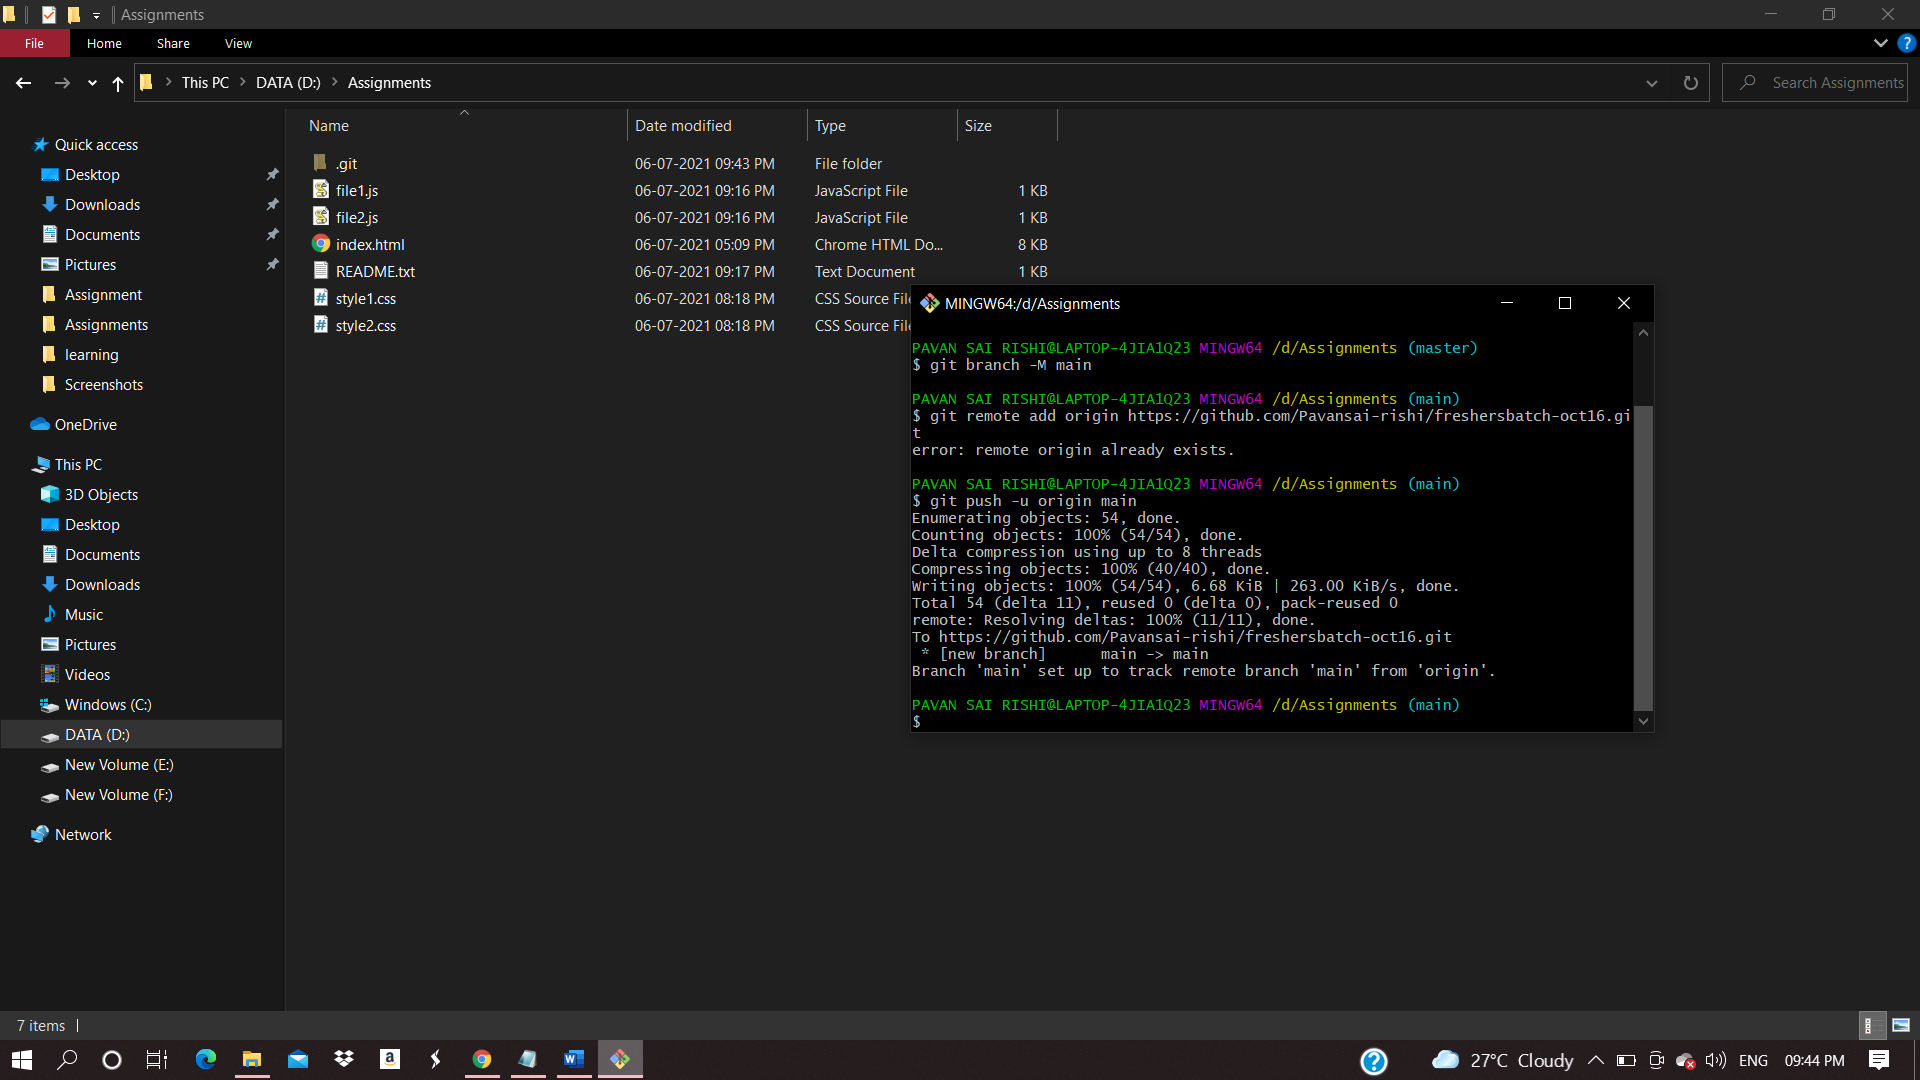 Assignments
File Home Share View
This PC DATA (D:) Assignments
Search Assignments
Name Date modified Type Size
.git 06-07-2021 09:43 PM File folder
file1.js 06-07-2021 09:16 PM JavaScript File 1 KB
file2.js 06-07-2021 09:16 PM JavaScript File 1 KB
index.html 06-07-2021 05:09 PM Chrome HTML Do... 8 KB
README.txt 06-07-2021 09:17 PM Text Document 1 KB
style1.css 06-07-2021 08:18 PM CSS Source File
style2.css 06-07-2021 08:18 PM CSS Source File
Quick access
Desktop
Downloads
Documents
Pictures
Assignment
Assignments
learning
Screenshots
OneDrive
This PC
3D Objects
Desktop
Documents
Downloads
Music
Pictures
Videos
Windows (C:)
DATA (D:)
New Volume (E:)
New Volume (F:)
Network
MINGW64:/d/Assignments
PAVAN SAI RISHI@LAPTOP-4JIA1Q23 MINGW64 /d/Assignments (master)
$ git branch -M main
PAVAN SAI RISHI@LAPTOP-4JIA1Q23 MINGW64 /d/Assignments (main)
$ git remote add origin https://github.com/Pavansai-rishi/freshersbatch-oct16.gi
t
error: remote origin already exists.
PAVAN SAI RISHI@LAPTOP-4JIA1Q23 MINGW64 /d/Assignments (main)
$ git push -u origin main
Enumerating objects: 54, done.
Counting objects: 100% (54/54), done.
Delta compression using up to 8 threads
Compressing objects: 100% (40/40), done.
Writing objects: 100% (54/54), 6.68 KiB | 263.00 KiB/s, done.
Total 54 (delta 11), reused 0 (delta 0), pack-reused 0
remote: Resolving deltas: 100% (11/11), done.
To https://github.com/Pavansai-rishi/freshersbatch-oct16.git
* [new branch] main -> main
Branch 'main' set up to track remote branch 'main' from 'origin'.
PAVAN SAI RISHI@LAPTOP-4JIA1Q23 MINGW64 /d/Assignments (main)
$
7 items
27°C Cloudy ENG 09:44 PM